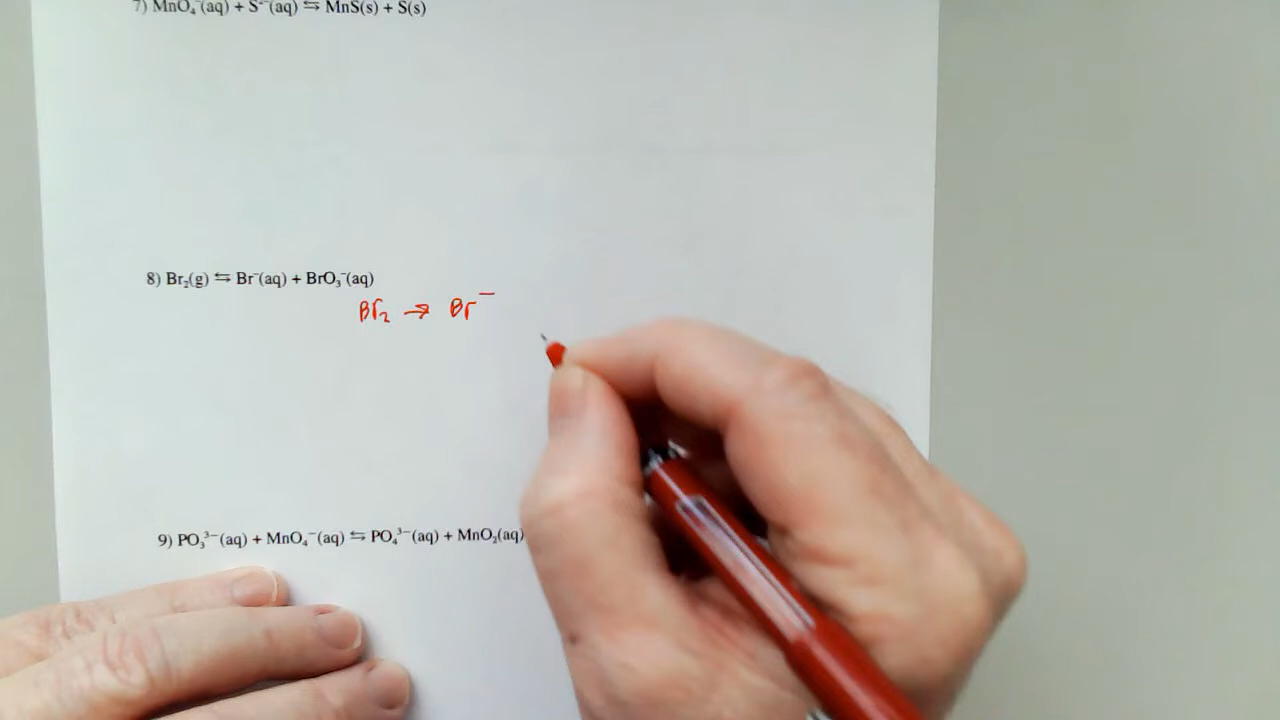 7) MnO₄⁻(aq) + S²⁻(aq) ⇆ MnS(s) + S(s)
8) Br₂(g) ⇆ Br⁻(aq) + BrO₃⁻(aq)
Br₂ → Br⁻
9) PO₃³⁻(aq) + MnO₄⁻(aq) ⇆ PO₄³⁻(aq) + MnO₂(aq)